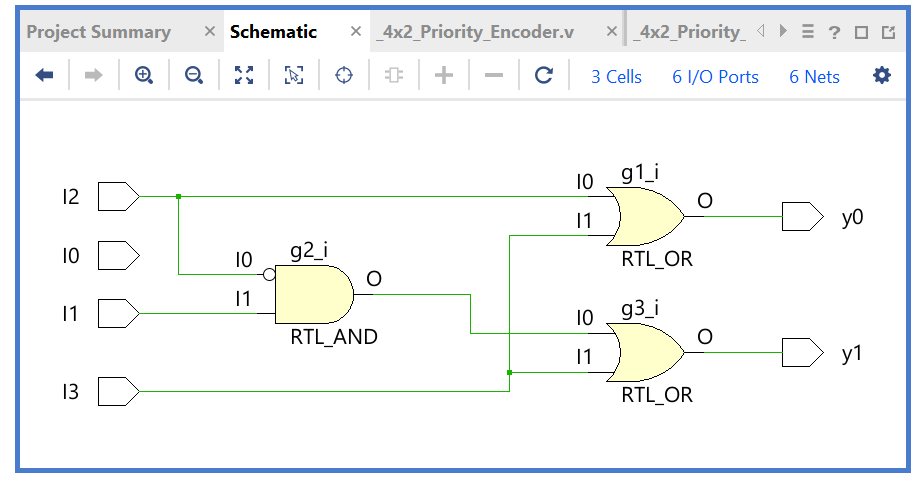 Project Summary × Schematic × _4x2_Priority_Encoder.v × _4x2_Priority_ ?
3 Cells 6 I/O Ports 6 Nets
g1_i
I2 I0 O y0
I1
g2_i
I0 I0 RTL_OR
O
I1 I1 g3_i
I0 O
RTL_AND
I1 y1
I3 RTL_OR